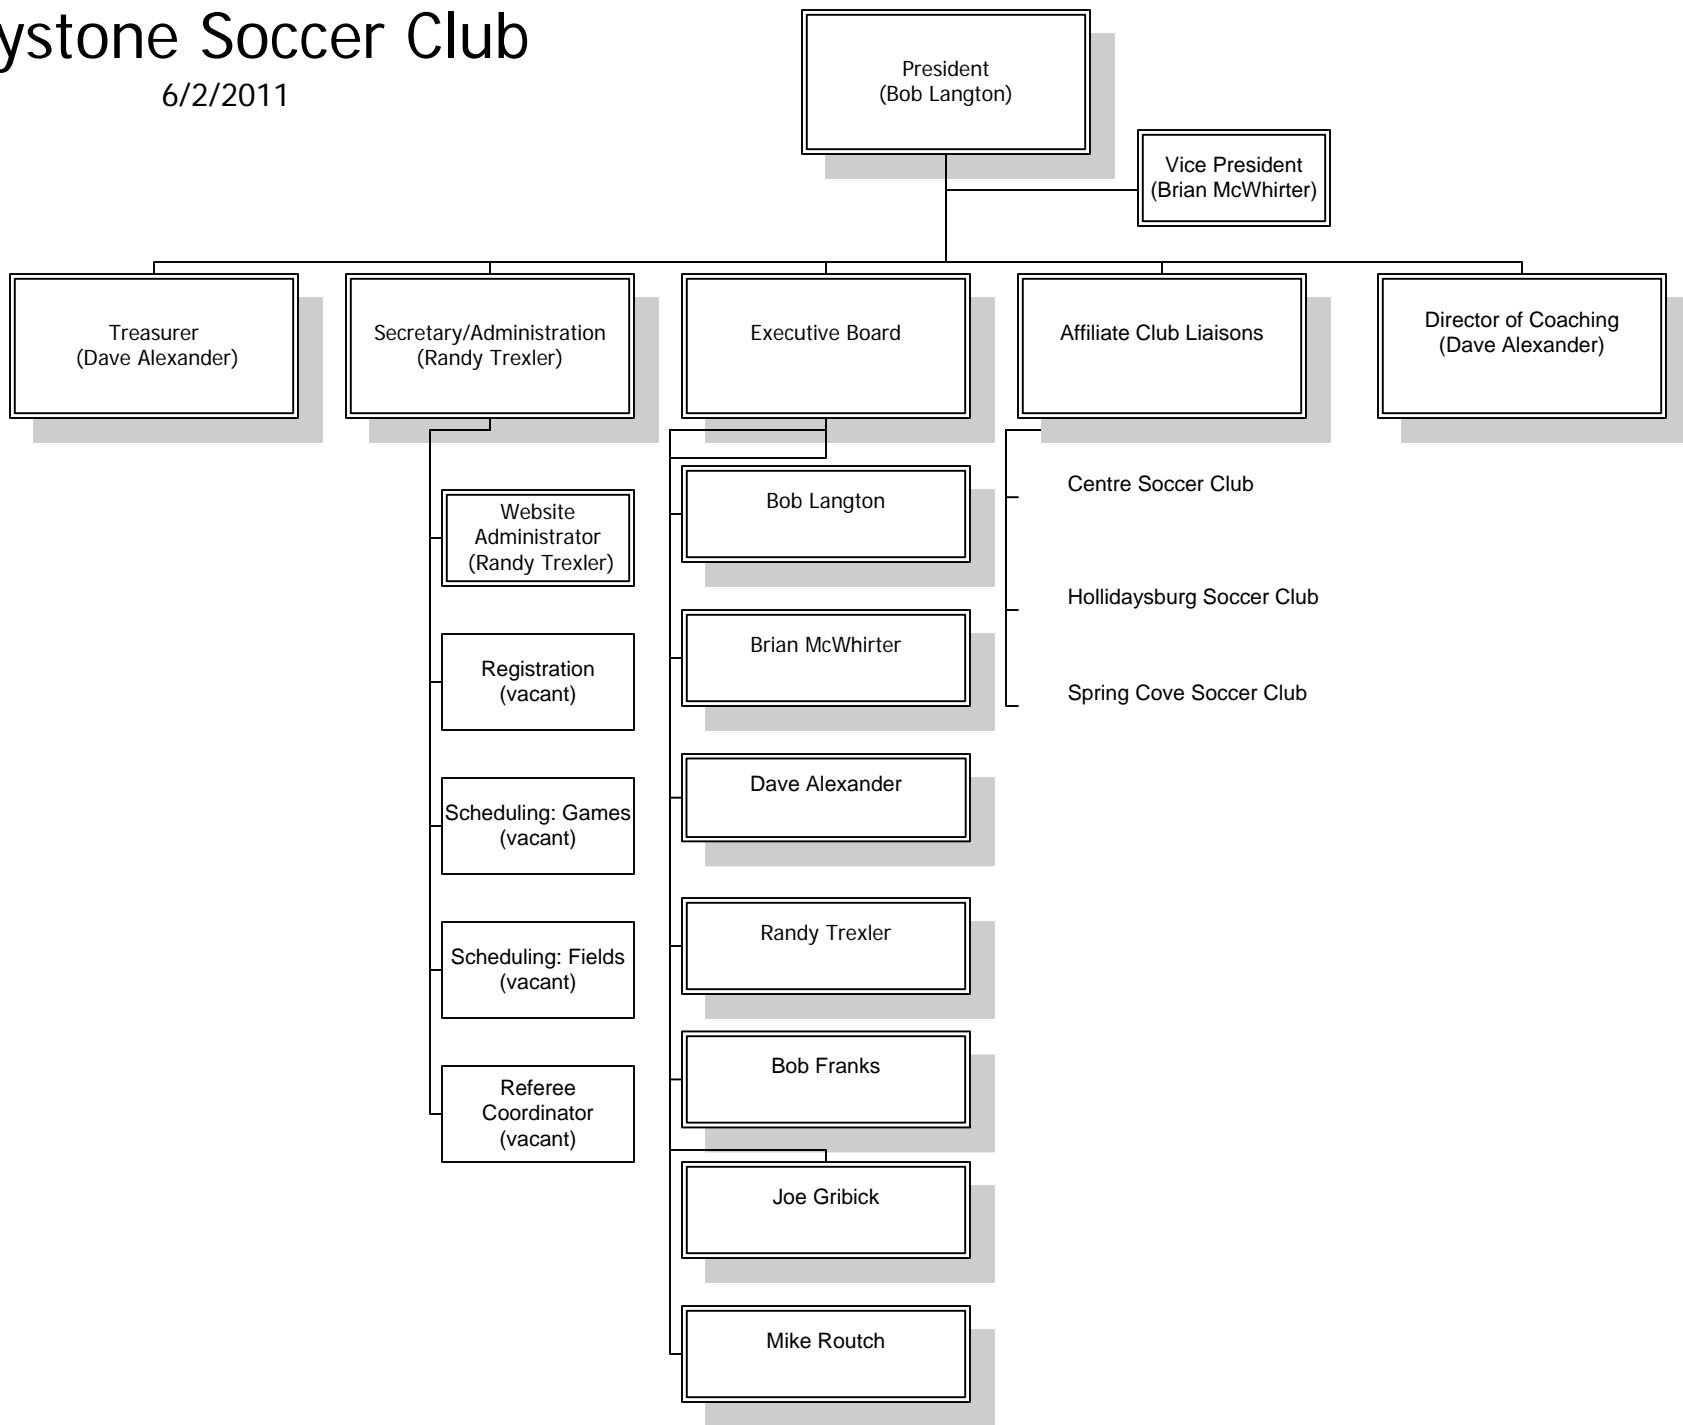 ystone Soccer Club
6/2/2011
President
(Bob Langton)
Vice President
(Brian McWhirter)
Treasurer
(Dave Alexander)
Secretary/Administration
(Randy Trexler)
Executive Board
Affiliate Club Liaisons
Director of Coaching
(Dave Alexander)
Website
Administrator
(Randy Trexler)
Registration
(vacant)
Scheduling: Games
(vacant)
Scheduling: Fields
(vacant)
Referee
Coordinator
(vacant)
Bob Langton
Brian McWhirter
Dave Alexander
Randy Trexler
Bob Franks
Joe Gribick
Mike Routch
Centre Soccer Club
Hollidaysburg Soccer Club
Spring Cove Soccer Club